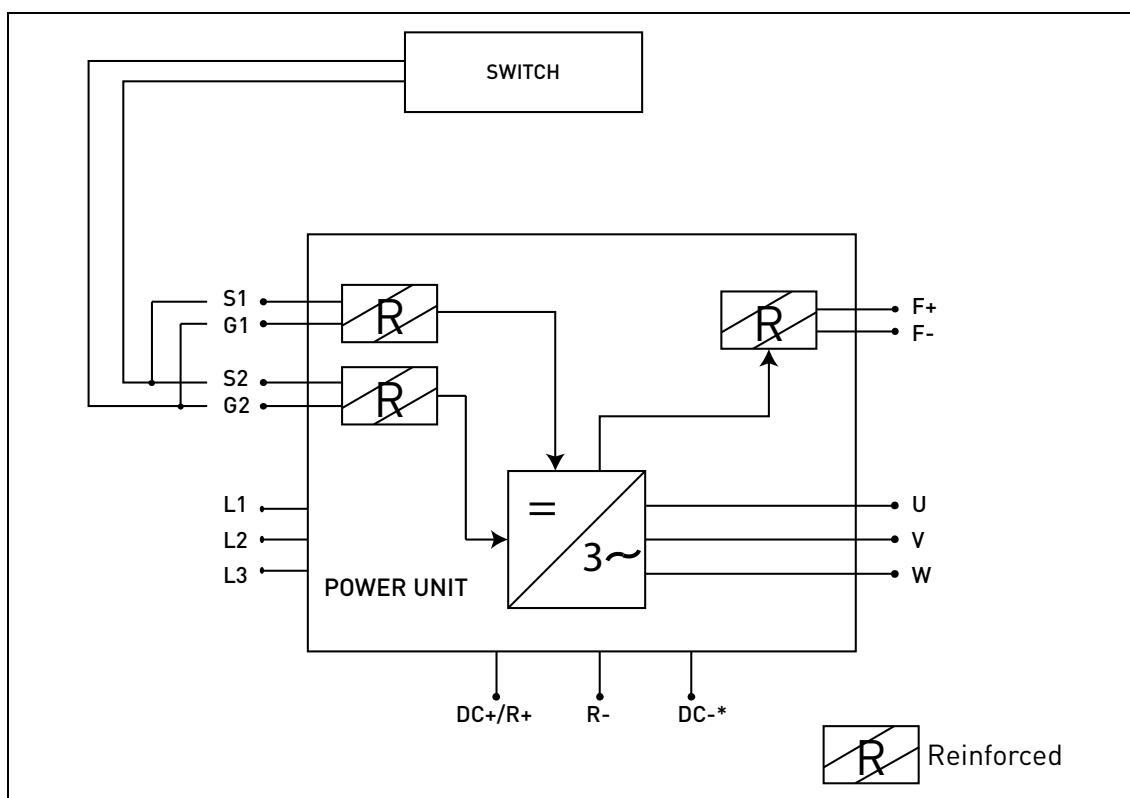 SWITCH
S1
G1
S2
G2
R
R
R
F+
F-
L1
L2
L3
=
3~
U
V
W
POWER UNIT
DC+/R+
R-
DC-*
R Reinforced